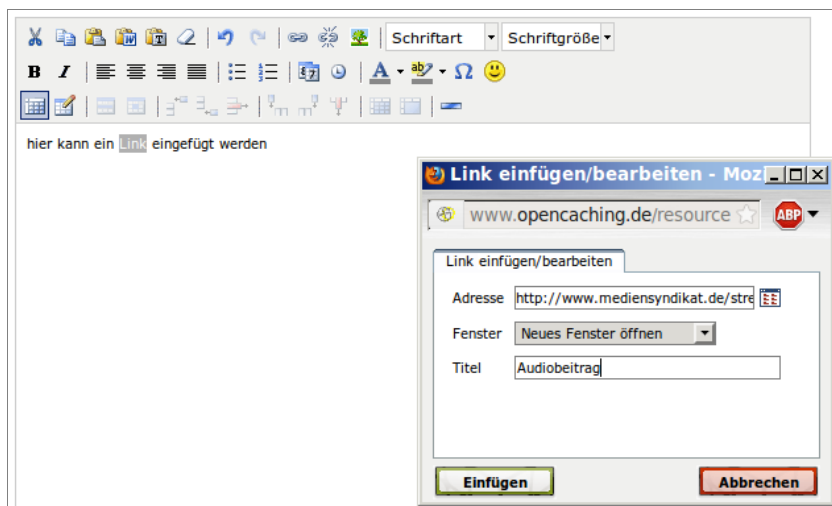 Schriftart Schriftgröße
B I A ab Ω
hier kann ein Link eingefügt werden
Link einfügen/bearbeiten - Moz
www.opencaching.de/resource ABP
Link einfügen/bearbeiten
Adresse http://www.mediensyndikat.de/stre
Fenster Neues Fenster öffnen
Titel Audiobeitrag
Einfügen Abbrechen